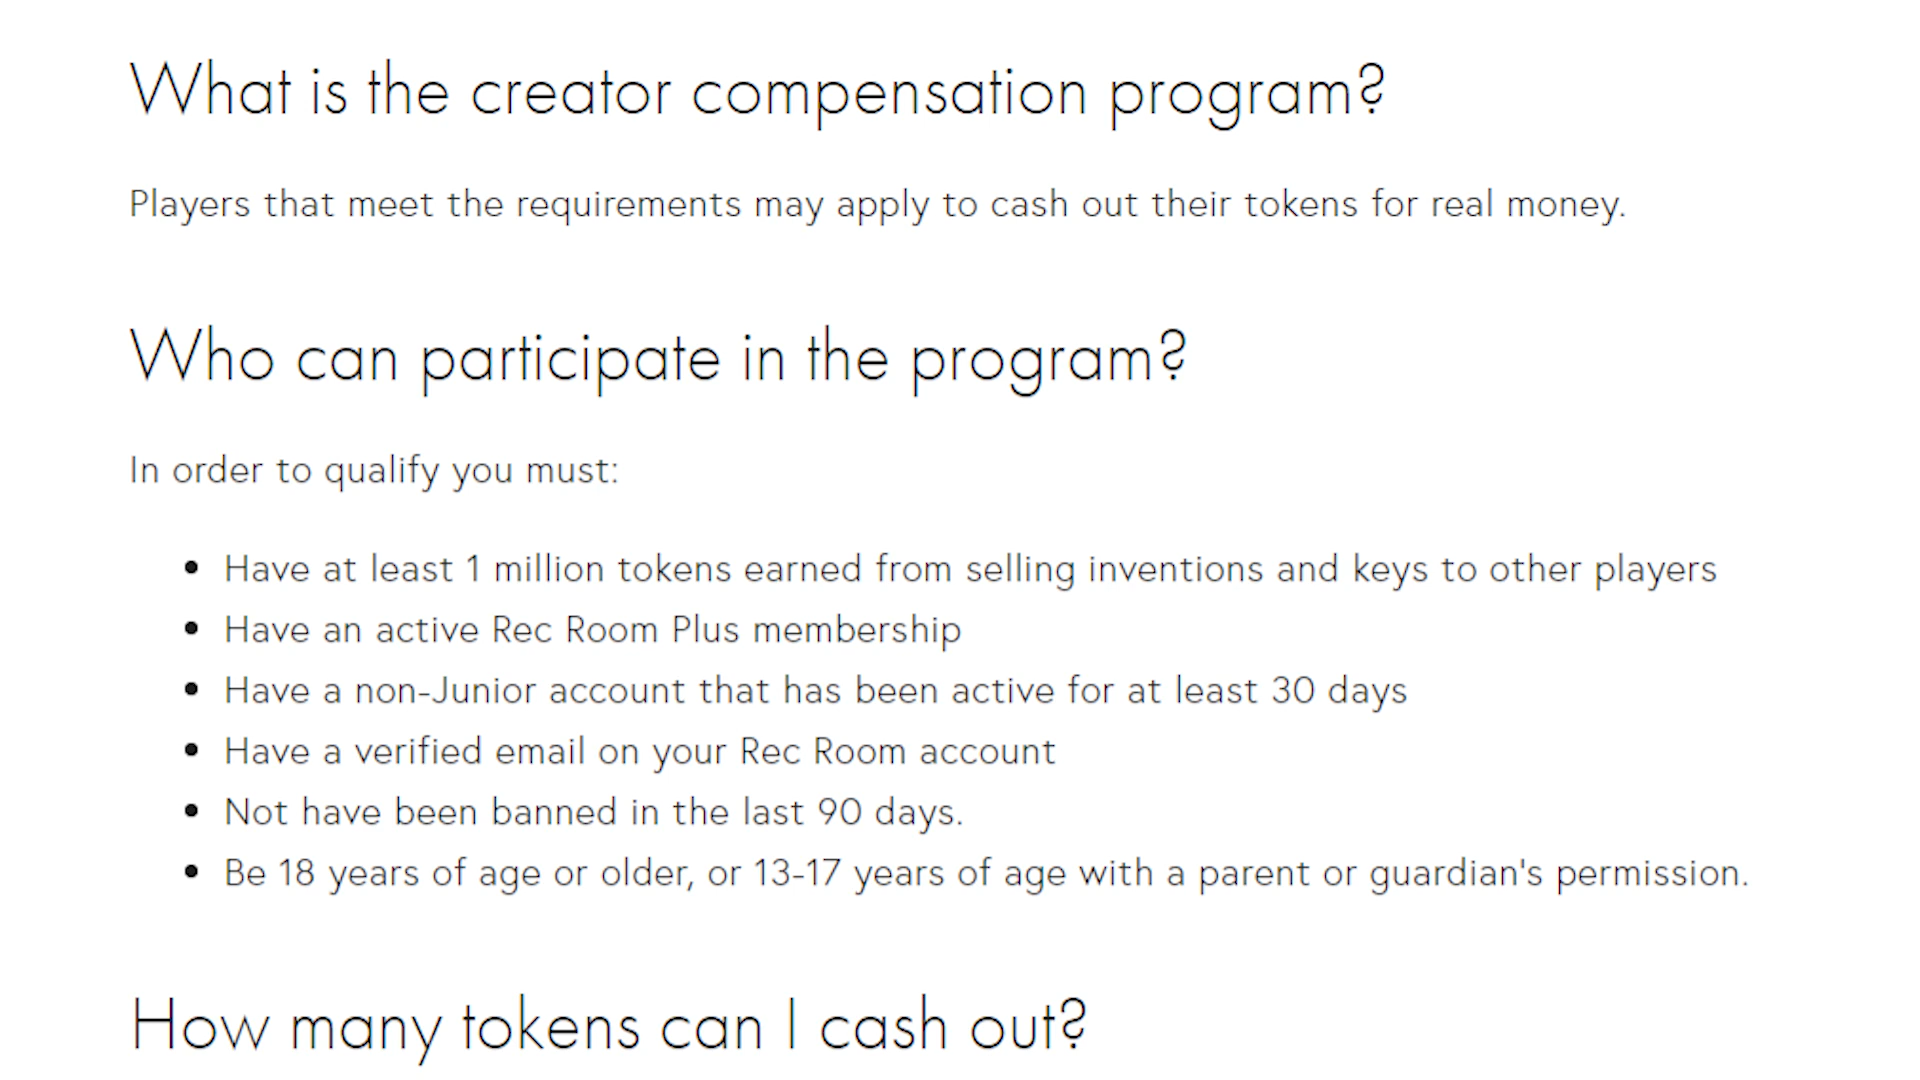 What is the creator compensation program?
Players that meet the requirements may apply to cash out their tokens for real money.
Who can participate in the program?
In order to qualify you must:
• Have at least 1 million tokens earned from selling inventions and keys to other players
• Have an active Rec Room Plus membership
• Have a non-Junior account that has been active for at least 30 days
• Have a verified email on your Rec Room account
• Not have been banned in the last 90 days.
• Be 18 years of age or older, or 13-17 years of age with a parent or guardian's permission.
How many tokens can I cash out?